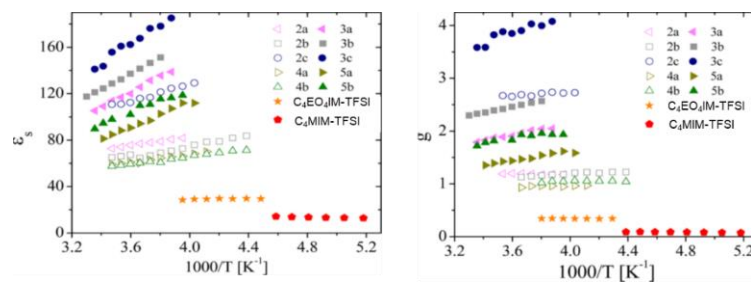 160
120
80
40
0
εs
3.2 3.6 4.0 4.4 4.8 5.2
1000/T [K⁻¹]
2a 3a
2b 3b
2c 3c
4a 5a
4b 5b
C₄EO₄IM-TFSI
C₄MIM-TFSI
4
3
2
1
0
g
3.2 3.6 4.0 4.4 4.8 5.2
1000/T [K⁻¹]
2a 3a
2b 3b
2c 3c
4a 5a
4b 5b
C₄EO₄IM-TFSI
C₄MIM-TFSI